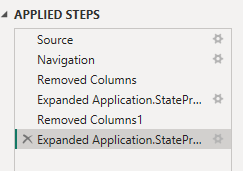 APPLIED STEPS
Source
Navigation
Removed Columns
Expanded Application.StatePr...
Removed Columns1
Expanded Application.StatePr...